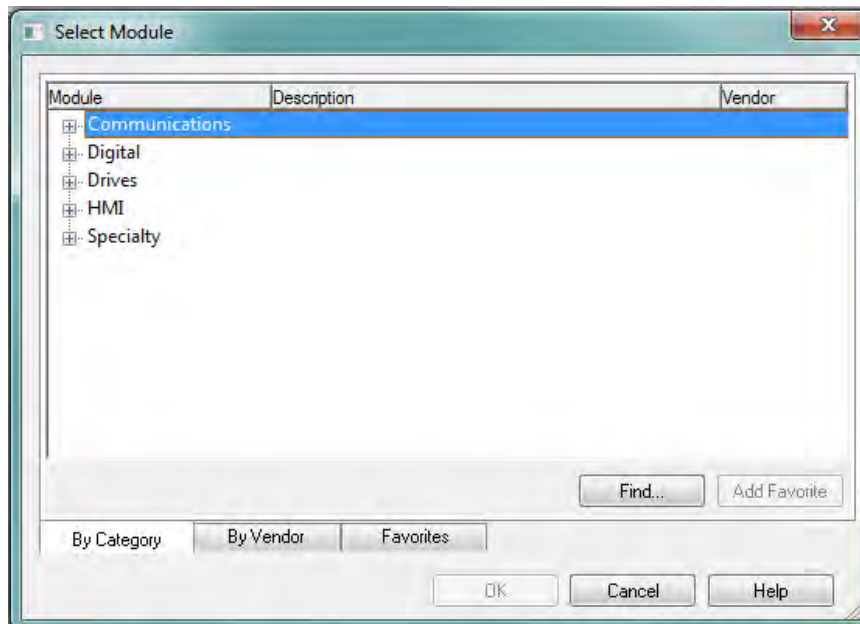 Select Module
Module Description Vendor
Communications
Digital
Drives
HMI
Specialty
Find... Add Favorite
By Category By Vendor Favorites
OK Cancel Help